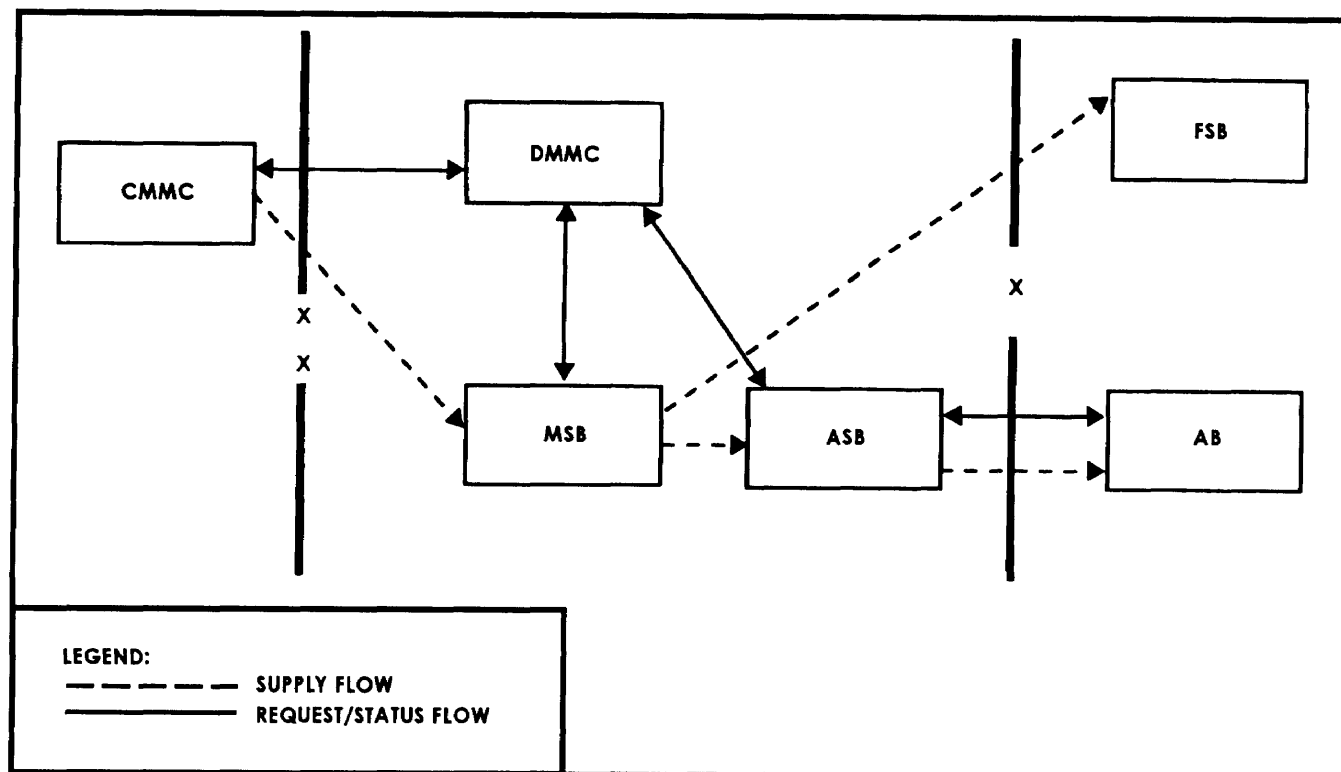 FSB
DMMC
CMMC
X
X
X
MSB
ASB
AB
LEGEND:
SUPPLY FLOW
REQUEST/STATUS FLOW